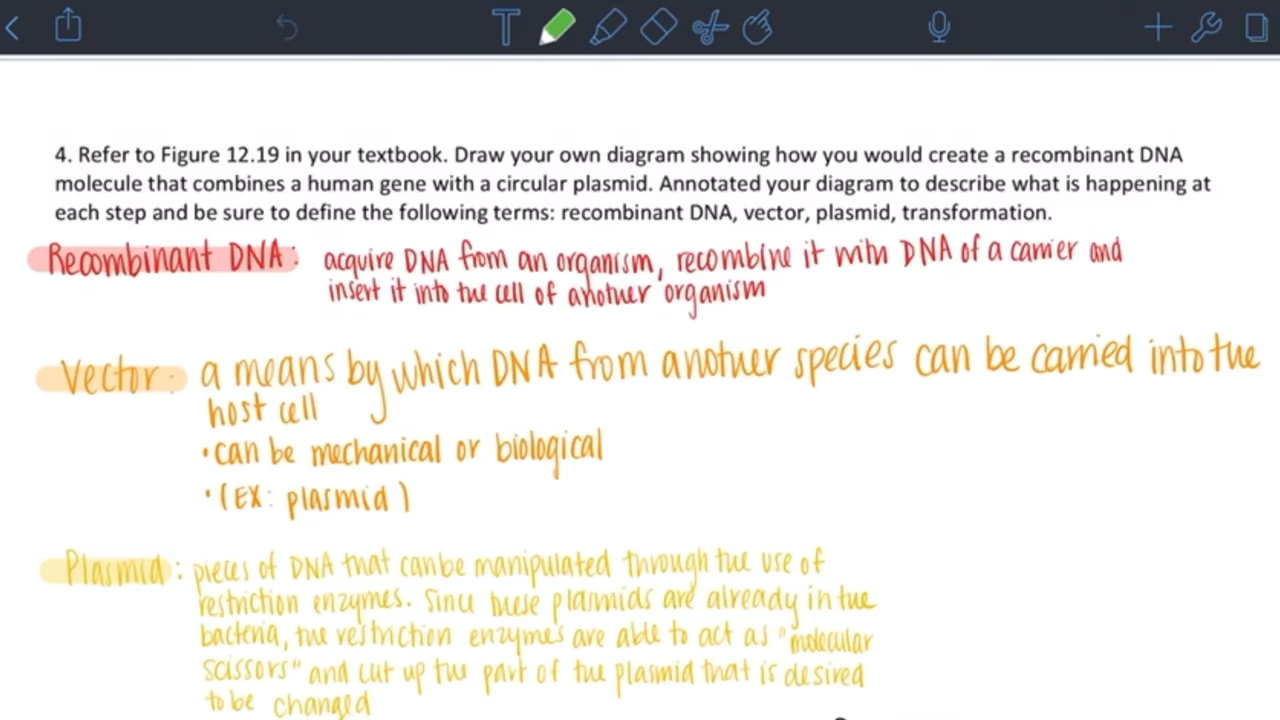 4. Refer to Figure 12.19 in your textbook. Draw your own diagram showing how you would create a recombinant DNA
molecule that combines a human gene with a circular plasmid. Annotated your diagram to describe what is happening at
each step and be sure to define the following terms: recombinant DNA, vector, plasmid, transformation.
Recombinant DNA: acquire DNA from an organism, recombine it with DNA of a carrier and
insert it into the cell of another organism
Vector: a means by which DNA from another species can be carried into the
host cell
• can be mechanical or biological
• (EX: plasmid)
Plasmid: pieces of DNA that can be manipulated through the use of
restriction enzymes. Since these plasmids are already in the
bacteria, the restriction enzymes are able to act as "molecular
scissors" and cut up the part of the plasmid that is desired
to be changed